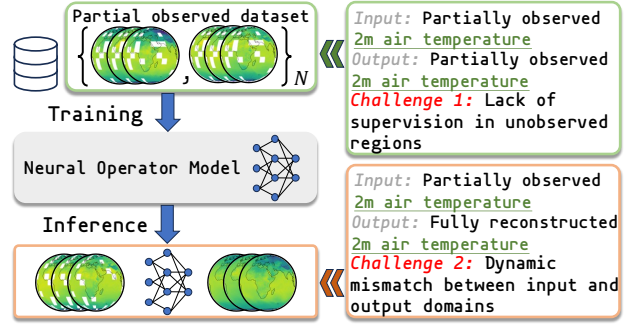 Partial observed dataset
{ , } N
Training
Neural Operator Model
Inference
Input: Partially observed
2m air temperature
Output: Partially observed
2m air temperature
Challenge 1: Lack of
supervision in unobserved
regions
Input: Partially observed
2m air temperature
Output: Fully reconstructed
2m air temperature
Challenge 2: Dynamic
mismatch between input and
output domains